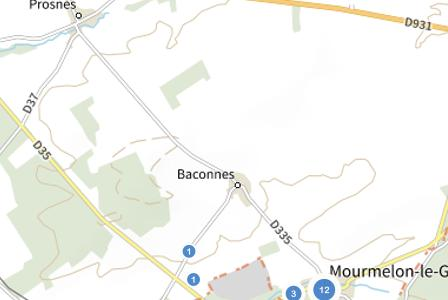 Prosnes
D931
D37
D35
Baconnes
D335
1
Mourmelon-le-G
1
3
12